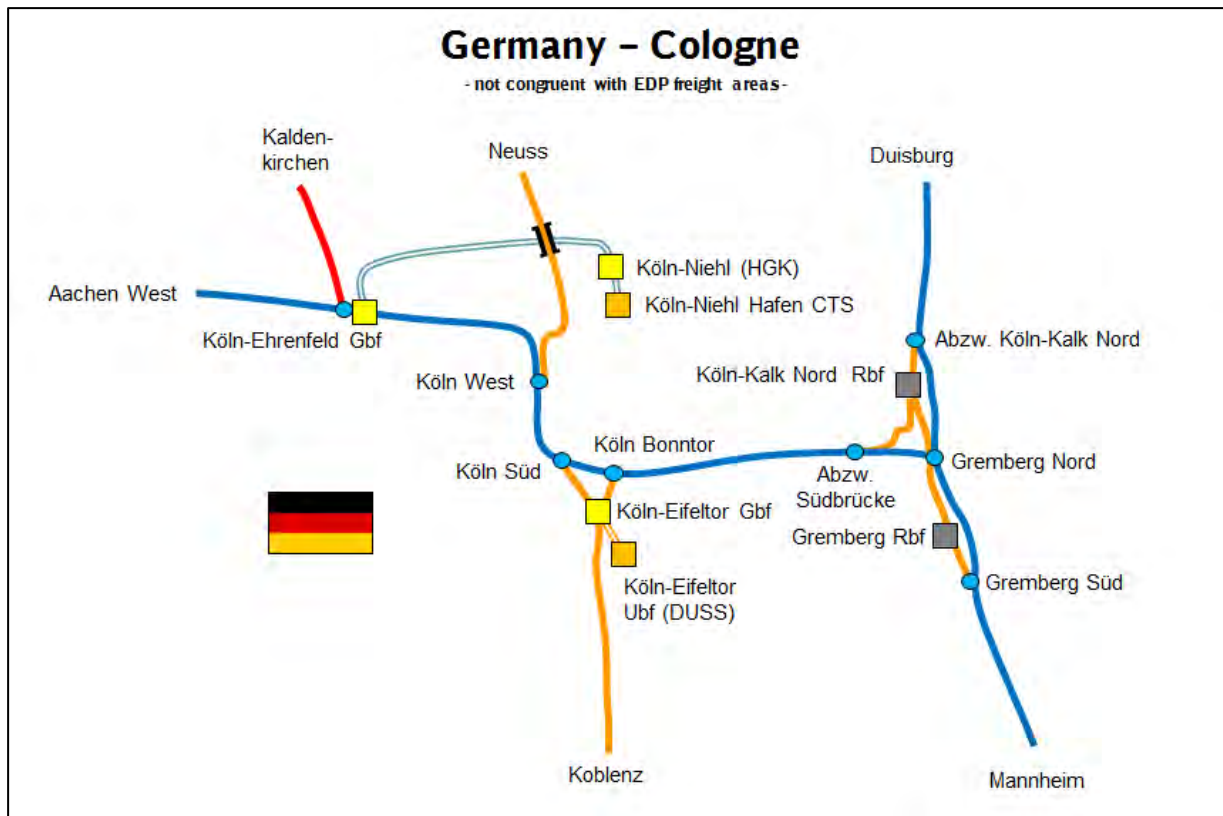 Germany – Cologne
- not congruent with EDP freight areas -
Kalden-
kirchen
Neuss
Duisburg
Köln-Niehl (HGK)
Aachen West
Köln-Niehl Hafen CTS
Köln-Ehrenfeld Gbf
Abzw. Köln-Kalk Nord
Köln-Kalk Nord Rbf
Köln West
Köln Bonntor
Köln Süd
Gremberg Nord
Abzw.
Südbrücke
Köln-Eifeltor Gbf
Gremberg Rbf
Köln-Eifeltor
Ubf (DUSS)
Gremberg Süd
Koblenz
Mannheim